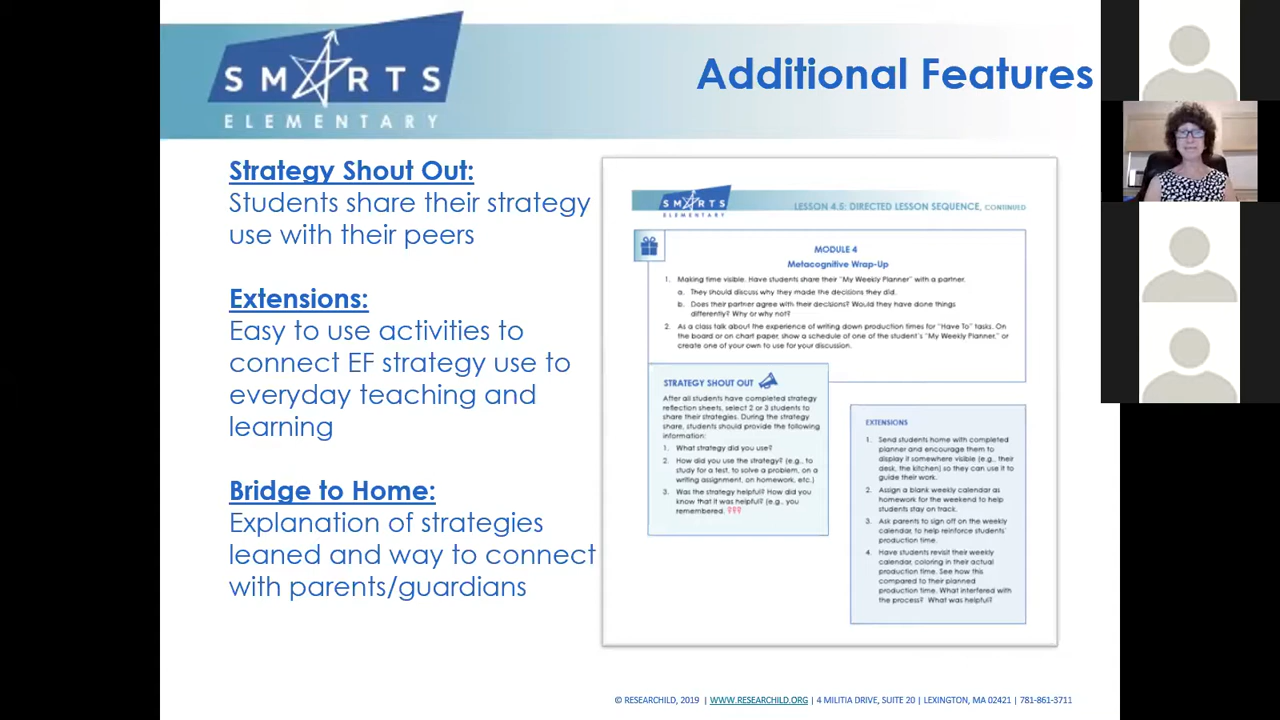 SMARTS
ELEMENTARY
Additional Features
Strategy Shout Out:
Students share their strategy
use with their peers
Extensions:
Easy to use activities to
connect EF strategy use to
everyday teaching and
learning
Bridge to Home:
Explanation of strategies
leaned and way to connect
with parents/guardians
SMARTS
ELEMENTARY
LESSON 4.5: DIRECTED LESSON SEQUENCE, CONTINUED
MODULE 4
Metacognitive Wrap-Up
1. Making time visible. Have students share their "My Weekly Planner" with a partner.
a. They should discuss why they made the decisions they did.
b. Does their partner agree with their decisions? Would they have done things
differently? Why or why not?
2. As a class talk about the experience of writing down production times for "Have To" tasks. On
the board or on chart paper, show a schedule of one of the student's "My Weekly Planner," or
create one of your own to use for your discussion.
STRATEGY SHOUT OUT
After all students have completed strategy
reflection sheets, select 2 or 3 students to
share their strategies. During the strategy
share, students should provide the following
information:
1. What strategy did you use?
2. How did you use the strategy? (e.g., to
study for a test, to solve a problem, on a
writing assignment, on homework, etc.)
3. Was the strategy helpful? How did you
know that it was helpful? (e.g., you
remembered. ???
EXTENSIONS
1. Send students home with completed
planner and encourage them to
display it somewhere visible (e.g., their
desk, the kitchen) so they can use it to
guide their work.
2. Assign a blank weekly calendar as
homework for the weekend to help
students stay on track.
3. Ask parents to sign off on the weekly
calendar, to help reinforce students'
production time.
4. Have students revisit their weekly
calendar, coloring in their actual
production time. See how this
compared to their planned
production time. What interfered with
the process? What was helpful?
© RESEARCHILD, 2019 | WWW.RESEARCHILD.ORG | 4 MILITIA DRIVE, SUITE 20 | LEXINGTON, MA 02421 | 781-861-3711